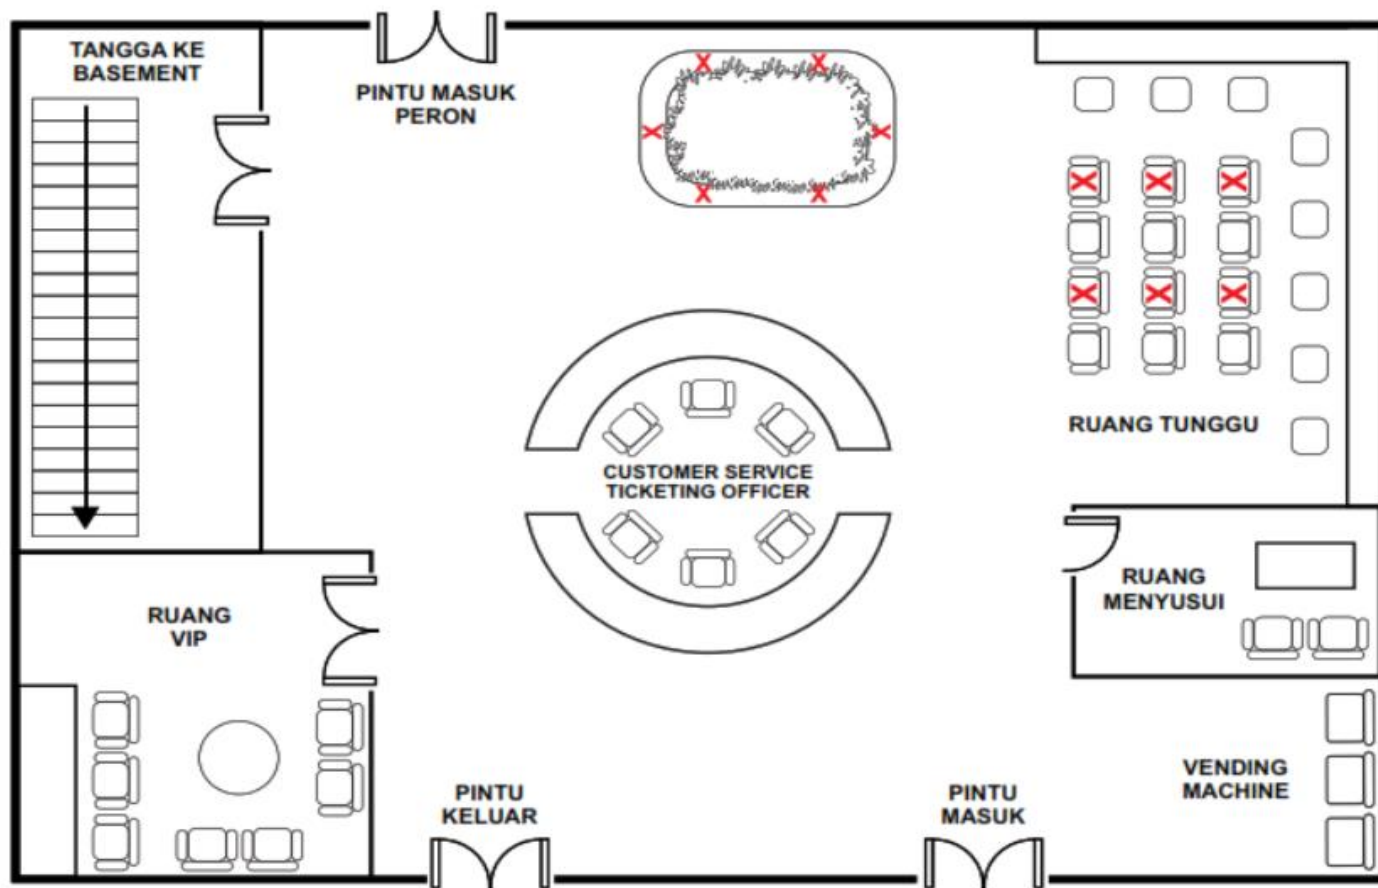 TANGGA KE
BASEMENT
PINTU MASUK
PERON
RUANG TUNGGU
CUSTOMER SERVICE
TICKETING OFFICER
RUANG
MENYUSUI
RUANG
VIP
PINTU
KELUAR
PINTU
MASUK
VENDING
MACHINE